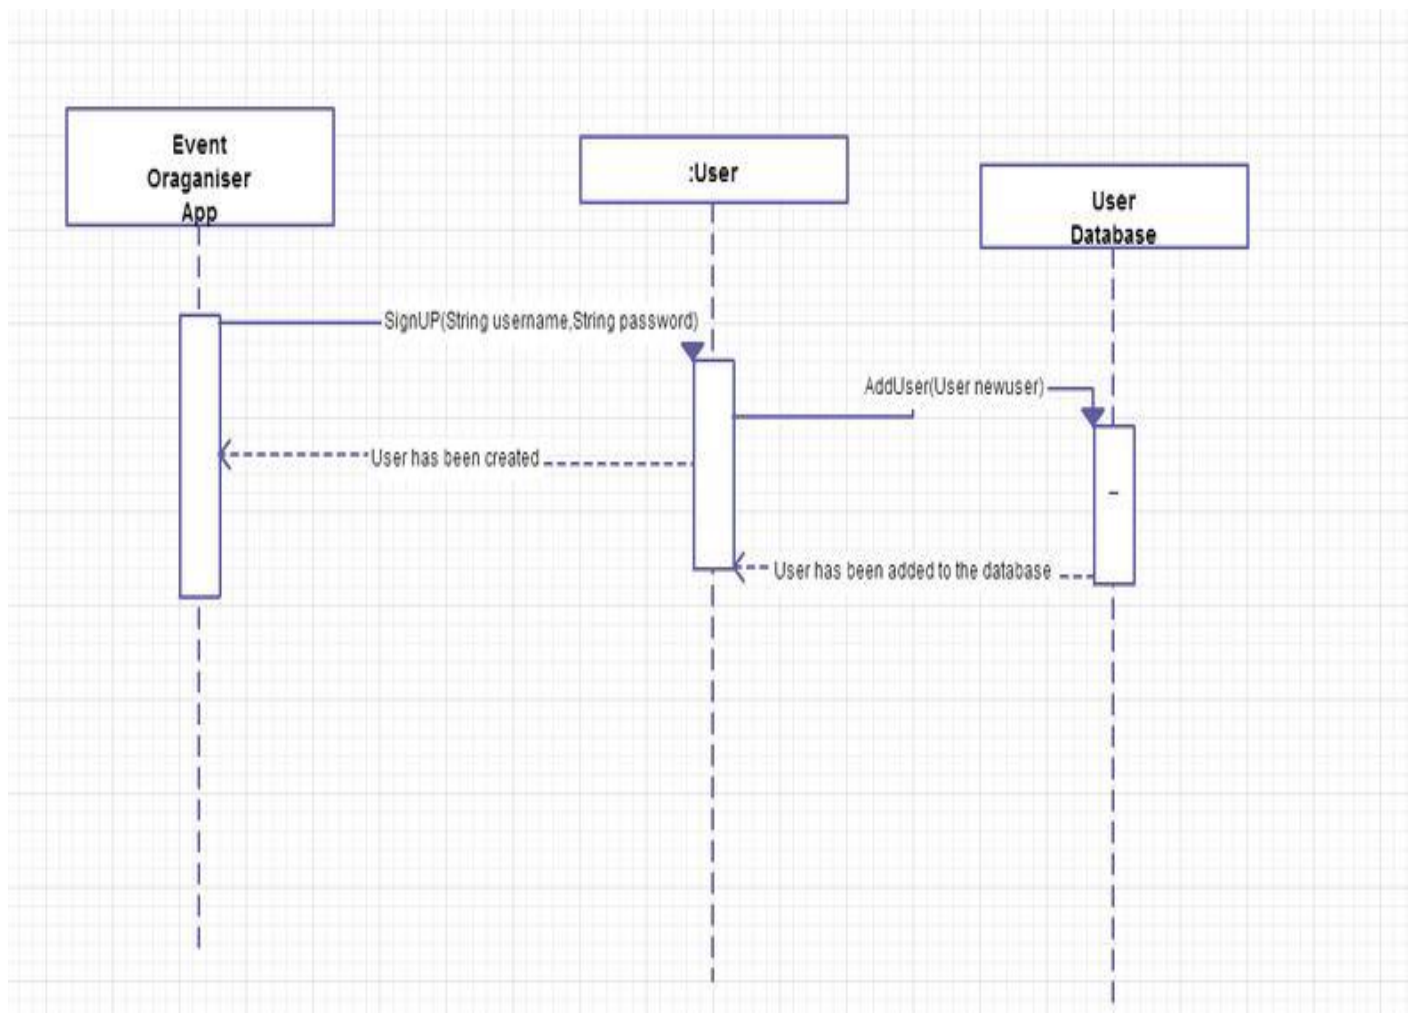 Event
Oraganiser
App
:User
User
Database
SignUP(String username,String password)
AddUser(User newuser)
User has been created
User has been added to the database